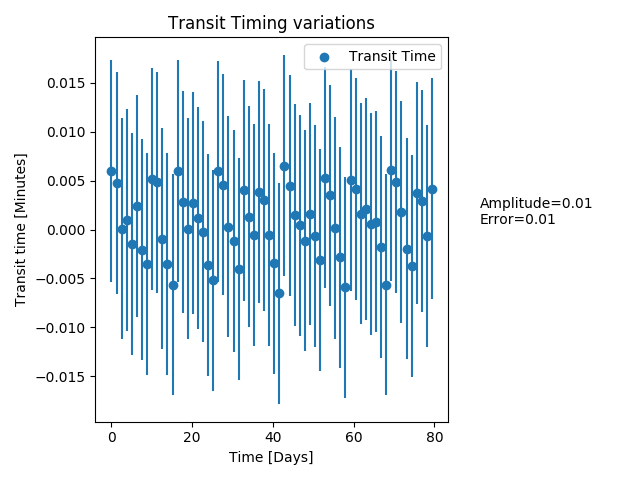 Transit Timing variations
Transit Time
0.015
0.010
0.005
0.000
−0.005
−0.010
−0.015
Transit time [Minutes]
Amplitude=0.01
Error=0.01
0 20 40 60 80
Time [Days]